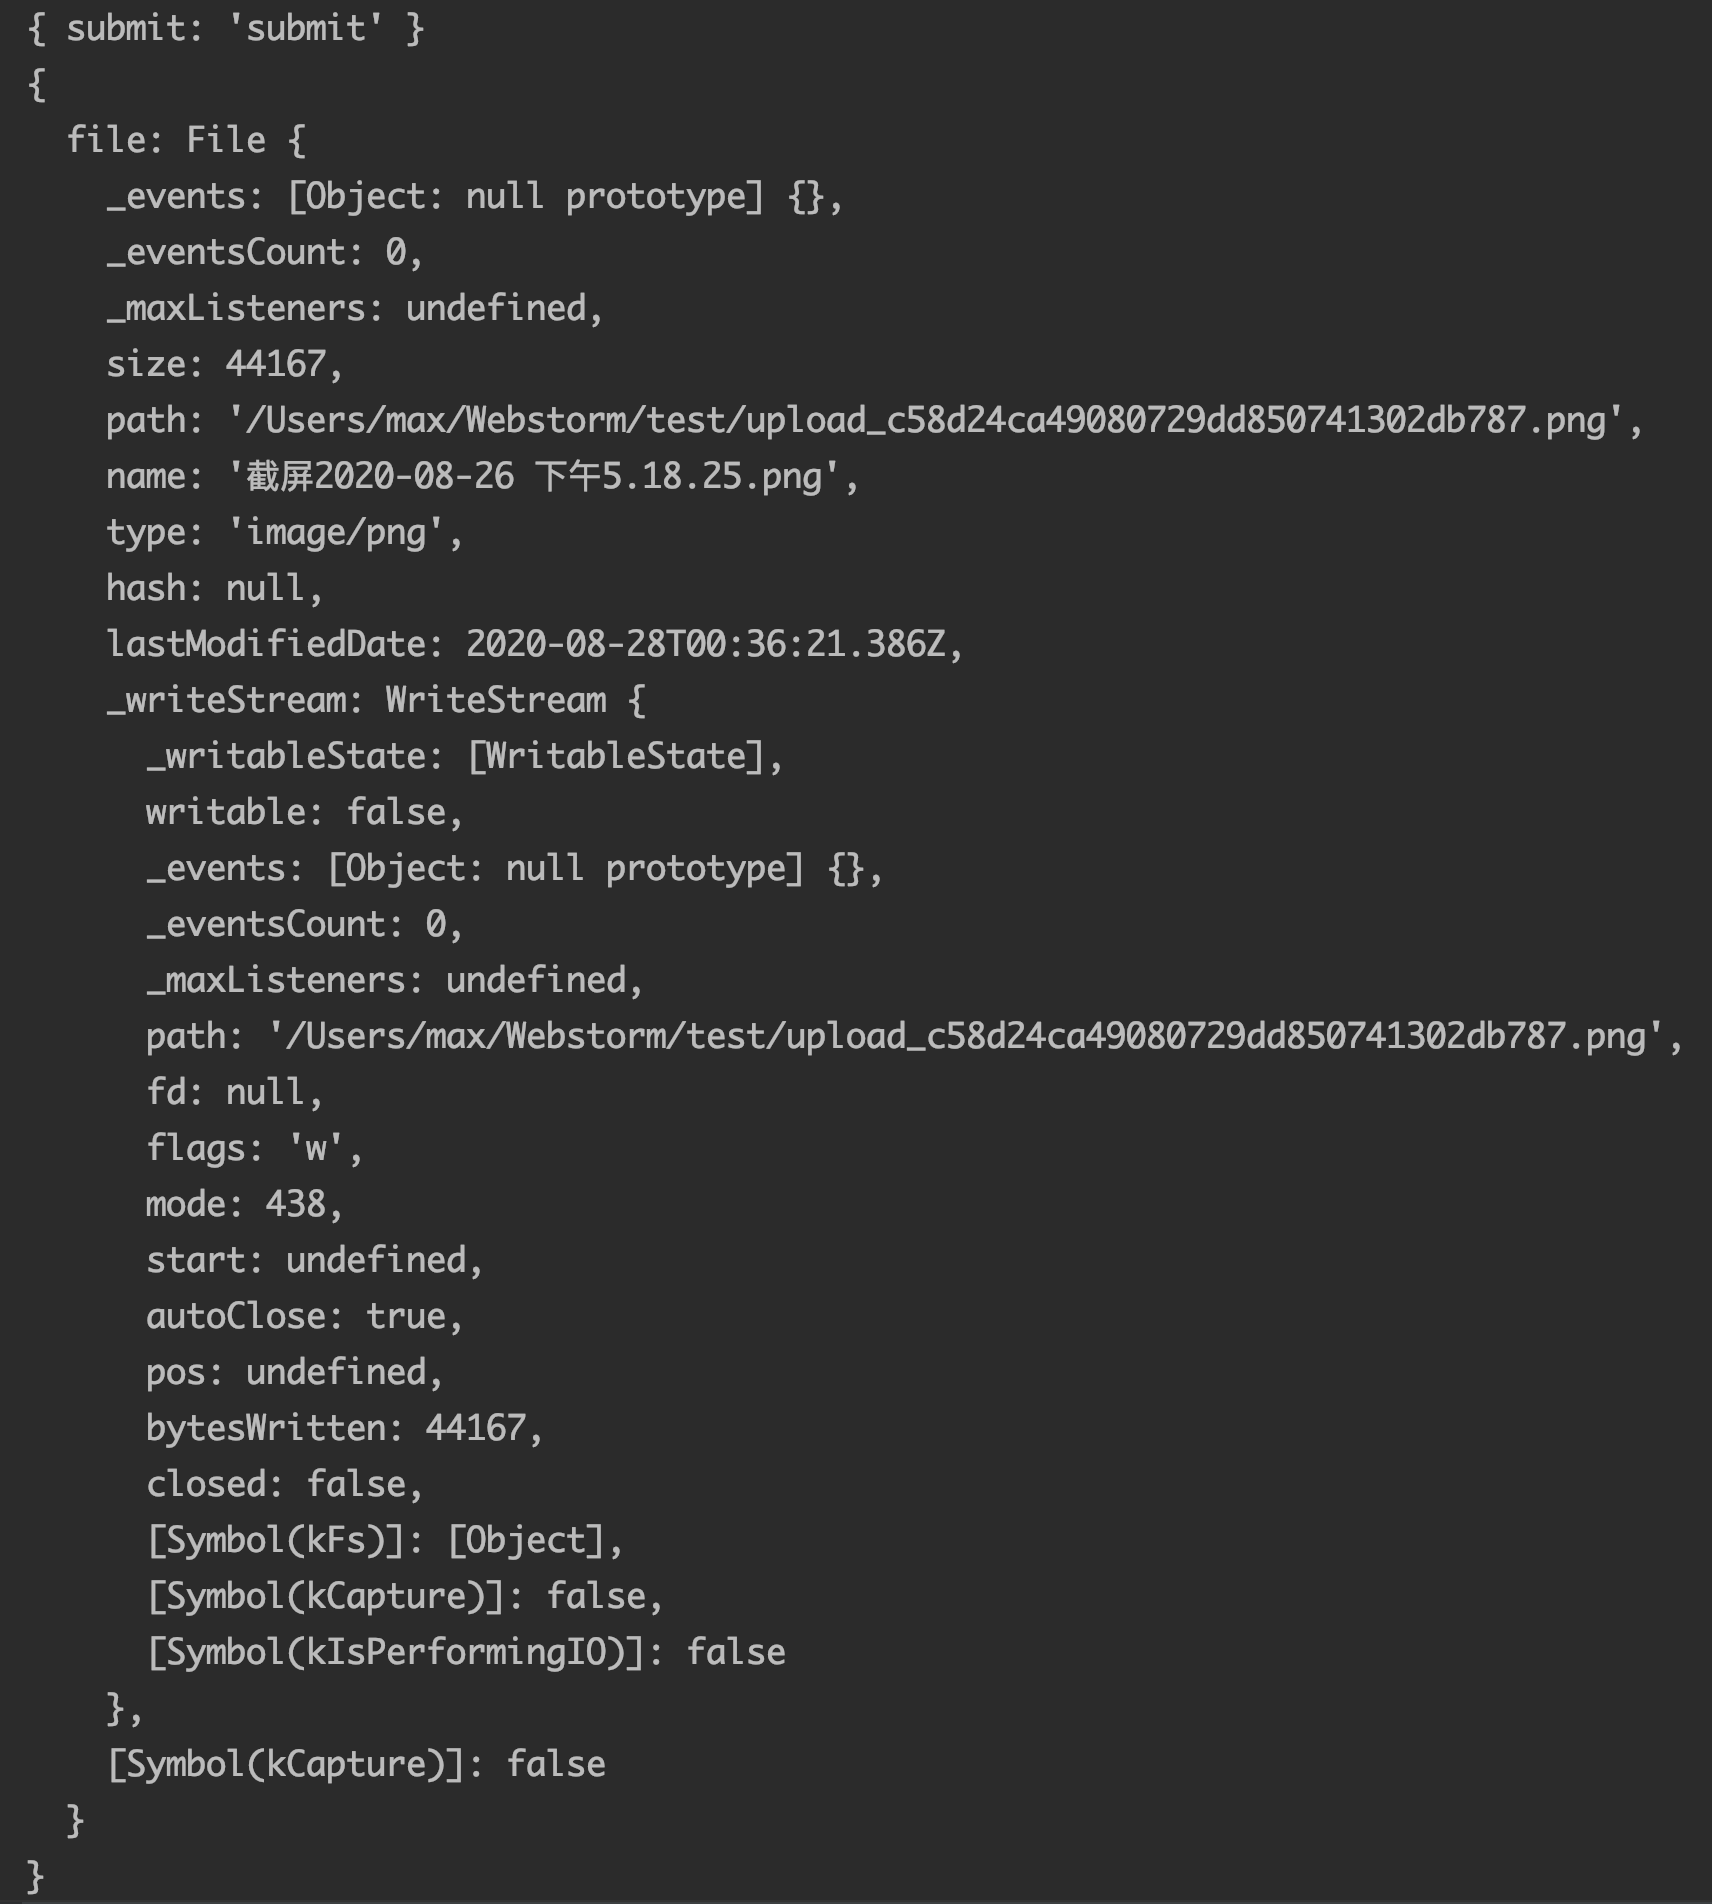 { submit: 'submit' }
{
  file: File {
    _events: [Object: null prototype] {},
    _eventsCount: 0,
    _maxListeners: undefined,
    size: 44167,
    path: '/Users/max/Webstorm/test/upload_c58d24ca49080729dd850741302db787.png',
    name: '截屏2020-08-26 下午5.18.25.png',
    type: 'image/png',
    hash: null,
    lastModifiedDate: 2020-08-28T00:36:21.386Z,
    _writeStream: WriteStream {
      _writableState: [WritableState],
      writable: false,
      _events: [Object: null prototype] {},
      _eventsCount: 0,
      _maxListeners: undefined,
      path: '/Users/max/Webstorm/test/upload_c58d24ca49080729dd850741302db787.png',
      fd: null,
      flags: 'w',
      mode: 438,
      start: undefined,
      autoClose: true,
      pos: undefined,
      bytesWritten: 44167,
      closed: false,
      [Symbol(kFs)]: [Object],
      [Symbol(kCapture)]: false,
      [Symbol(kIsPerformingIO)]: false
    },
    [Symbol(kCapture)]: false
  }
}